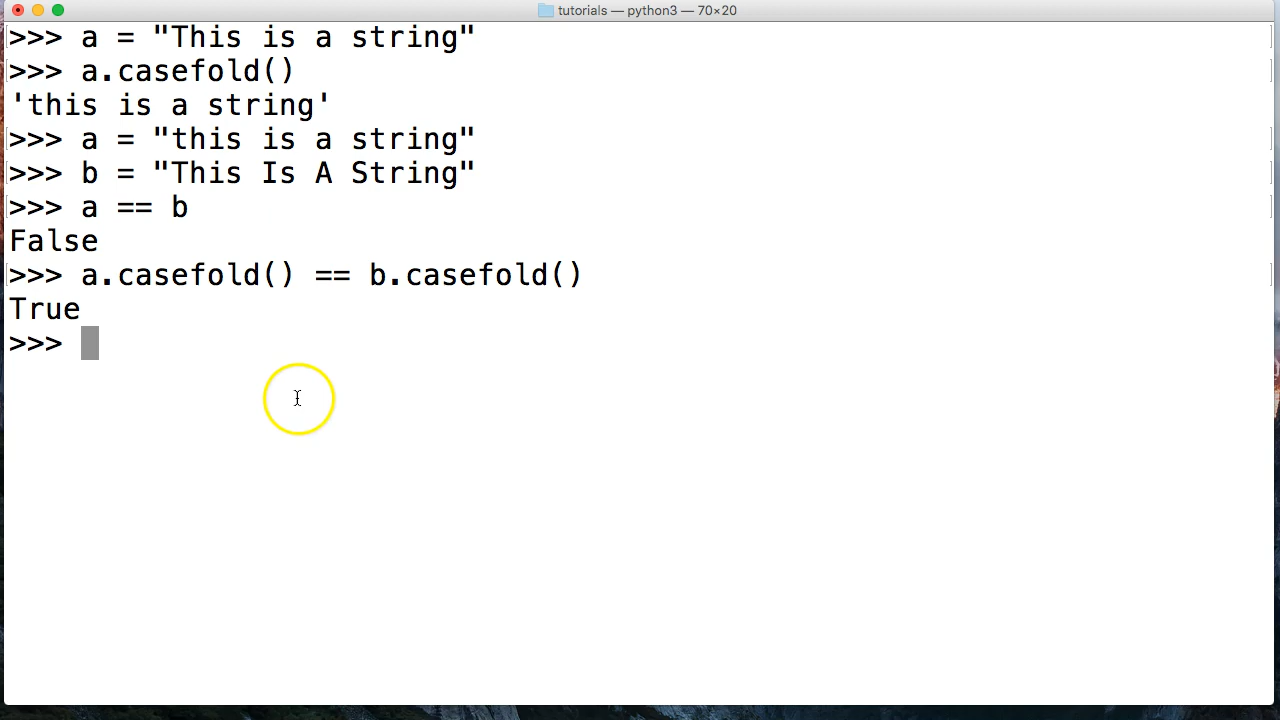 tutorials — python3 — 70×20
>>> a = "This is a string"
>>> a.casefold()
'this is a string'
>>> a = "this is a string"
>>> b = "This Is A String"
>>> a == b
False
>>> a.casefold() == b.casefold()
True
>>>